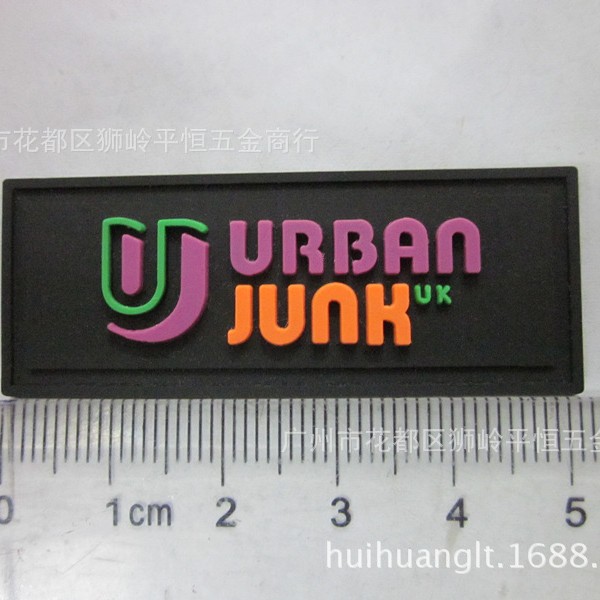 市花都区狮岭平恒五金商行
URBAN
JUNK UK
广州市花都区狮岭平恒五金
0 1cm 2 3 4 5
huihuanglt.1688.